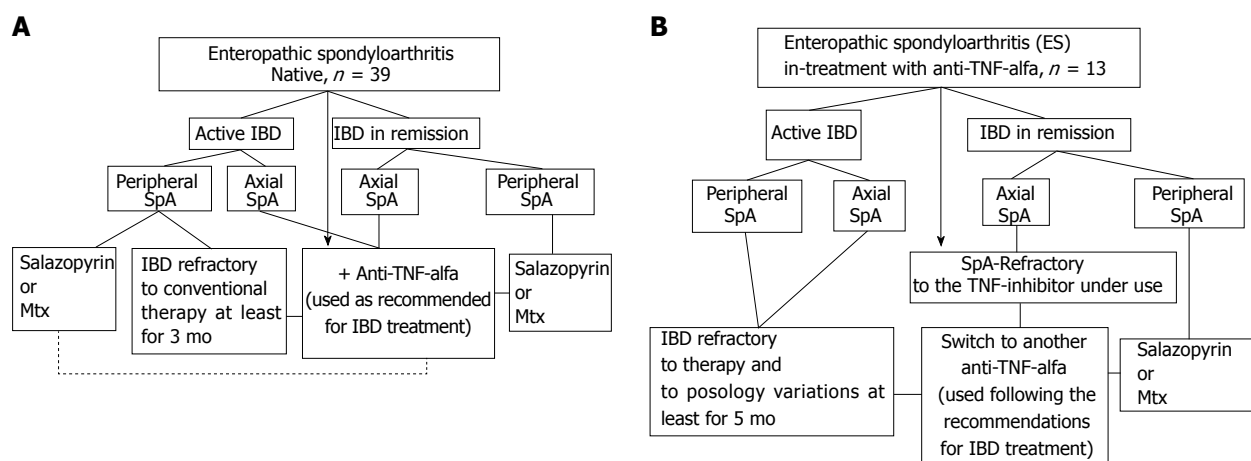 A
Enteropathic spondyloarthritis
Native, n = 39
Active IBD
IBD in remission
Peripheral
SpA
Axial
SpA
Axial
SpA
Peripheral
SpA
Salazopyrin
or
Mtx
IBD refractory
to conventional
therapy at least
for 3 mo
+ Anti-TNF-alfa
(used as recommended
for IBD treatment)
Salazopyrin
or
Mtx
B
Enteropathic spondyloarthritis (ES)
in-treatment with anti-TNF-alfa, n = 13
Active IBD
IBD in remission
Peripheral
SpA
Axial
SpA
Axial
SpA
Peripheral
SpA
SpA-Refractory
to the TNF-inhibitor under use
IBD refractory
to therapy and
to posology variations at
least for 5 mo
Switch to another
anti-TNF-alfa
(used following the
recommendations
for IBD treatment)
Salazopyrin
or
Mtx